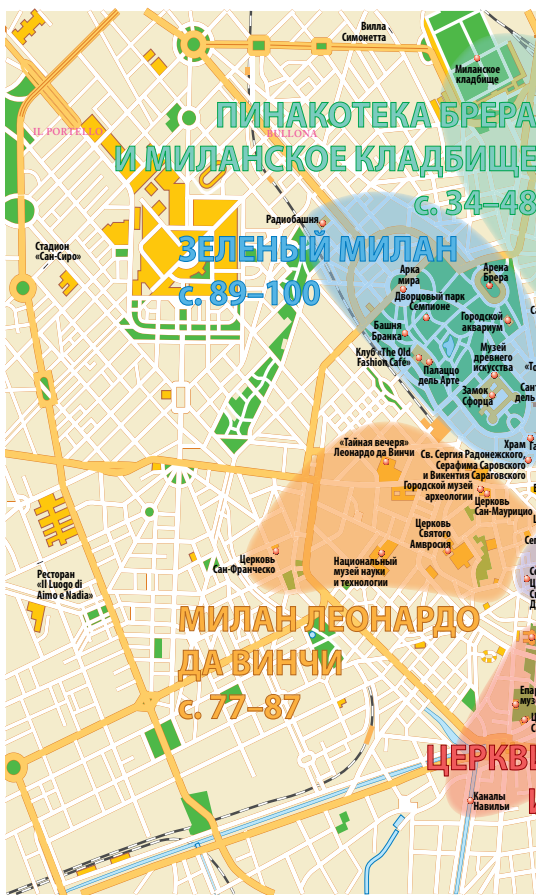 Вилла
Симонетта
Миланское
кладбище
ПИНАКОТЕКА БРЕРА
IL PORTELLO
BULLONA
И МИЛАНСКОЕ КЛАДБИЩЕ
с. 34–48
Радиобашня
Стадион
«Сан-Сиро»
ЗЕЛЕНЫЙ МИЛАН
с. 89–100
Арка
мира
Арена
Брера
Дворцовый парк
Семпионе
Городской
аквариум
Башня
Бранка
Клуб «The Old
Fashion Café»
Музей
древнего
искусства
Палаццо
дель Арте
Замок
Сфорца
«Тайная вечеря»
Леонардо да Винчи
Храм
Св. Сергия Радонежского,
Серафима Саровского
и Викентия Сараговского
Городской музей
археологии
Церковь
Сан-Маурицио
Церковь
Святого
Амвросия
Церковь
Сан-Франческо
Национальный
музей науки
и технологии
Ресторан
«Il Luogo di
Aimo e Nadia»
МИЛАН ЛЕОНАРДО
ДА ВИНЧИ
с. 77–87
ЦЕРКВИ
И
Каналы
Навильи